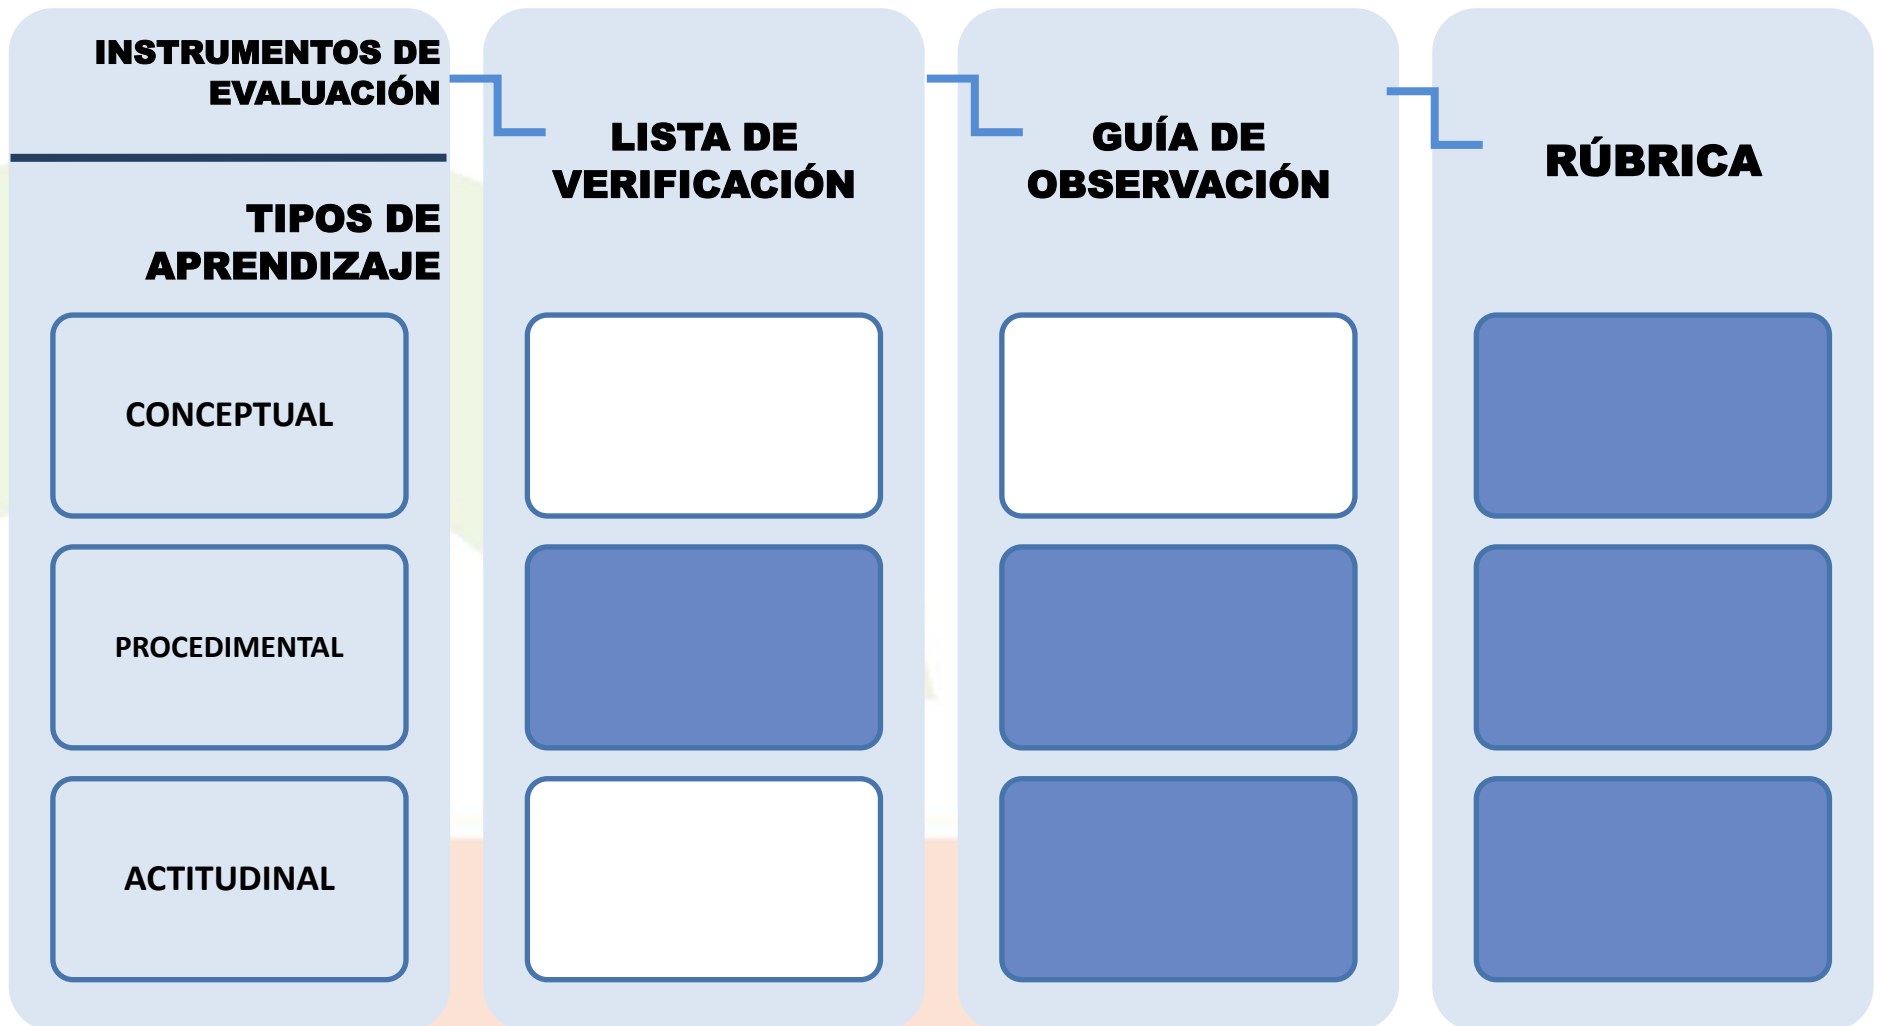 INSTRUMENTOS DE
EVALUACIÓN
TIPOS DE
APRENDIZAJE
LISTA DE
VERIFICACIÓN
GUÍA DE
OBSERVACIÓN
RÚBRICA
CONCEPTUAL
PROCEDIMENTAL
ACTITUDINAL